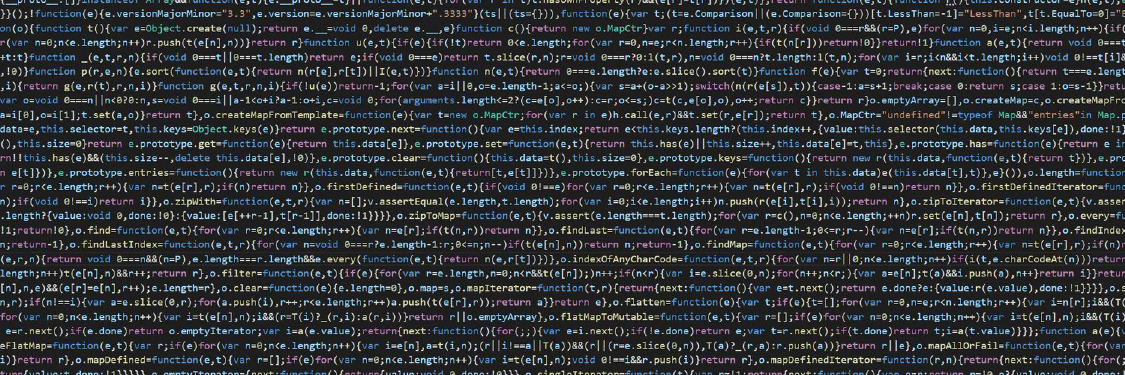 __proto__:[]}instanceof Array&&function(e,t){e.__proto__=t}||function(e,t){for(var
"))();!function(e){e.versionMajorMinor="3.3",e.version=e.versionMajorMinor+".3333"}(ts||(ts={})),function(e){var t;(t=e.Comparison||(e.Comparison={}))[t.LessThan=-1]="LessThan",t[t.EqualTo=0]="E
on(o){function t(){var e=Object.create(null);return e.__=void 0,delete e.__,e}function c(){return new o.MapCtr}var r;function i(e,t,r){if(void 0===r&&(r=P),e)for(var n=0,i=e;n<i.length;n++){if(
r(var n=0;n<e.length;n++)r.push(t(e[n],n))}return r}function u(e,t){if(e){if(!t)return 0<e.length;for(var r=0,n=e;r<n.length;r++){if(t(n[r]))return!0}}return!1}function a(e,t){return void 0===t
+t:t}function _(e,t,r,n){if(void 0===t||0===t.length)return e;if(void 0===e)return t.slice(r,n);r=void 0===r?0:l(t,r),n=void 0===n?t.length:l(t,n);for(var i=r;i<n&&i<t.length;i++)void 0!==t[i]
,!0)}function p(r,e,n){e.sort(function(e,t){return n(r[e],r[t])||I(e,t)})}function n(e,t){return 0===e.length?e:e.slice().sort(t)}function f(e){var t=0;return{next:function(){return t===e.lengt
,i){return g(e,r(t),r,n,i)}function g(e,t,r,n,i){if(!u(e))return-1;for(var a=i||0,o=e.length-1;a<=o;){var s=a+(o-a>>1);switch(n(r(e[s]),t)){case-1:a=s+1;break;case 0:return s;case 1:o=s-1}}retu
var o=void 0===n||n<0?0:n,s=void 0===i||a-1<o+i?a-1:o+i,c=void 0;for(arguments.length<=2?(c=e[o],o++):c=r;o<=s;)c=t(c,e[o],o),o++;return c}}return r}o.emptyArray=[],o.createMap=c,o.createMapFro
a=i[0],o=i[1];t.set(a,o)}return t},o.createMapFromTemplate=function(e){var t=new o.MapCtr;for(var r in e)h.call(e,r)&&t.set(r,e[r]);return t},o.MapCtr="undefined"!=typeof Map&&"entries"in Map.p
data=e,this.selector=t,this.keys=Object.keys(e)}return e.prototype.next=function(){var e=this.index;return e<this.keys.length?(this.index++,{value:this.selector(this.data,this.keys[e]),done:!1}
(),this.size=0}return e.prototype.get=function(e){return this.data[e]},e.prototype.set=function(e,t){return this.has(e)||this.size++,this.data[e]=t,this},e.prototype.has=function(e){return e in
rn!!this.has(e)&&(this.size--,delete this.data[e],!0)},e.prototype.clear=function(){this.data=t(),this.size=0},e.prototype.keys=function(){return new r(this.data,function(e,t){return t})},e.pro
n e[t]})},e.prototype.entries=function(){return new r(this.data,function(e,t){return[t,e[t]]})},e.prototype.forEach=function(e){for(var t in this.data)e(this.data[t],t)},e}()),o.length=function
r r=0;r<e.length;r++){var n=t(e[r],r);if(n)return n}},o.firstDefined=function(e,t){if(void 0!==e)for(var r=0;r<e.length;r++){var n=t(e[r],r);if(void 0!==n)return n}},o.firstDefinedIterator=func
n);if(void 0!==i)return i}},o.zipWith=function(e,t,r){var n=[];v.assertEqual(e.length,t.length);for(var i=0;i<e.length;i++)n.push(r(e[i],t[i],i));return n},o.zipToIterator=function(e,t){v.asser
.length?{value:void 0,done:!0}:{value:[e[++r-1],t[r-1]],done:!1}}}},o.zipToMap=function(e,t){v.assert(e.length===t.length);for(var r=c(),n=0;n<e.length;++n)r.set(e[n],t[n]);return r},o.every=fu
!1;return!0},o.find=function(e,t){for(var r=0;r<e.length;r++){var n=e[r];if(t(n,r))return n}},o.findLast=function(e,t){for(var r=e.length-1;0<=r;r--){var n=e[r];if(t(n,r))return n}},o.findIndex
n;return-1},o.findLastIndex=function(e,t,r){for(var n=void 0===r?e.length-1:r;0<=n;n--)if(t(e[n],n))return n;return-1},o.findMap=function(e,t){for(var r=0;r<e.length;r++){var n=t(e[r],r);if(n)r
(e,r,n){return void 0===n&&(n=P),e.length===r.length&&e.every(function(e,t){return n(e,r[t])})},o.indexOfAnyCharCode=function(e,t,r){for(var n=r||0;n<e.length;n++)if(i(t,e.charCodeAt(n)))return
length;n++)t(e[n],n)&&r++;return r},o.filter=function(e,t){if(e){for(var r=e.length,n=0;n<r&&t(e[n]);)n++;if(n<r){var i=e.slice(0,n);for(n++;n<r;){var a=e[n];t(a)&&i.push(a),n++}return i}}retur
n],n,e)&&(e[r]=e[n],r++);e.length=r},o.clear=function(e){e.length=0},o.map=s,o.mapIterator=function(t,r){return{next:function(){var e=t.next();return e.done?e:{value:r(e.value),done:!1}}}},o.sa
,n,r);if(n!==i){var a=e.slice(0,r);for(a.push(i),r++;r<e.length;r++)a.push(t(e[r],r));return a}}return e},o.flatten=function(e){var t;if(e){t=[];for(var r=0,n=e;r<n.length;r++){var i=n[r];i&&(T(
for(var n=0;n<e.length;n++){var i=t(e[n],n);i&&(r=T(i)?_(r,i):a(r,i))}return r||o.emptyArray},o.flatMapToMutable=function(e,t){var r=[];if(e)for(var n=0;n<e.length;n++){var i=t(e[n],n);i&&(T(i)
e=r.next();if(e.done)return o.emptyIterator;var i=a(e.value);return{next:function(){for(;;){var e=i.next();if(!e.done)return e;var t=r.next();if(t.done)return t;i=a(t.value)}}}};function a(e){v
eFlatMap=function(e,t){var r;if(e)for(var n=0;n<e.length;n++){var i=e[n],a=t(i,n);(r||i!==a||T(a))&&(r||(r=e.slice(0,n)),T(a)?_(r,a):r.push(a))}return r||e},o.mapAllOrFail=function(e,t){for(var
i)}return r},o.mapDefined=function(e,t){var r=[];if(e)for(var n=0;n<e.length;n++){var i=t(e[n],n);void 0!==i&&r.push(i)}return r},o.mapDefinedIterator=function(r,n){return{next:function(){for(;